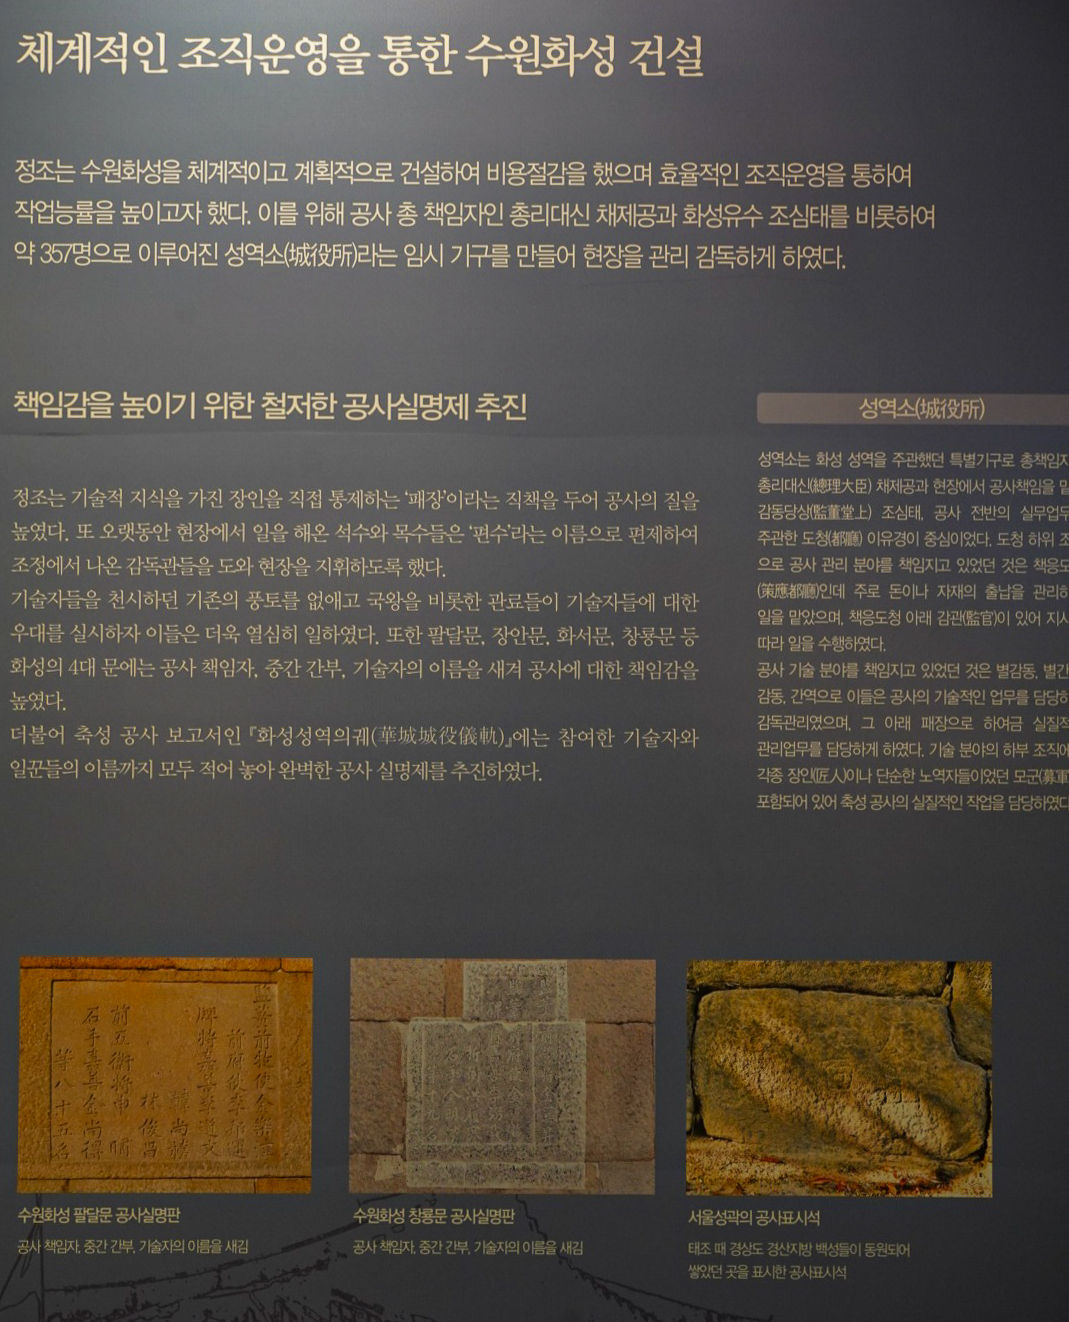 체계적인 조직운영을 통한 수원화성 건설
정조는 수원화성을 체계적이고 계획적으로 건설하여 비용절감을 했으며 효율적인 조직운영을 통하여
작업능률을 높이고자 했다. 이를 위해 공사 총 책임자인 총리대신 채제공과 화성유수 조심태를 비롯하여
약 357명으로 이루어진 성역소(城役所)라는 임시 기구를 만들어 현장을 관리 감독하게 하였다.
책임감을 높이기 위한 철저한 공사실명제 추진
정조는 기술적 지식을 가진 장인을 직접 통제하는 '패장'이라는 직책을 두어 공사의 질을
높였다. 또 오랫동안 현장에서 일을 해온 석수와 목수들은 '편수'라는 이름으로 편제하여
조정에서 나온 감독관들을 도와 현장을 지휘하도록 했다.
기술자들을 천시하던 기존의 풍토를 없애고 국왕을 비롯한 관료들이 기술자들에 대한
우대를 실시하자 이들은 더욱 열심히 일하였다. 또한 팔달문, 장안문, 화서문, 창룡문 등
화성의 4대 문에는 공사 책임자, 중간 간부, 기술자의 이름을 새겨 공사에 대한 책임감을
높였다.
더불어 축성 공사 보고서인 『화성성역의궤(華城城役儀軌)』에는 참여한 기술자와
일꾼들의 이름까지 모두 적어 놓아 완벽한 공사 실명제를 추진하였다.
성역소(城役所)
성역소는 화성 성역을 주관했던 특별기구로 총책임자
총리대신(總理大臣) 채제공과 현장에서 공사책임을 맡
감동당상(監董堂上) 조심태, 공사 전반의 실무업무
주관한 도청(都廳) 이유경이 중심이었다. 도청 하위 조
으로 공사 관리 분야를 책임지고 있었던 것은 책응도
(策應都廳)인데 주로 돈이나 자재의 출납을 관리하
일을 맡았으며, 책응도청 아래 감관(監官)이 있어 지시
따라 일을 수행하였다.
공사 기술 분야를 책임지고 있었던 것은 별감동, 별간
감동, 간역으로 이들은 공사의 기술적인 업무를 담당하
감독관리였으며, 그 아래 패장으로 하여금 실질적
관리업무를 담당하게 하였다. 기술 분야의 하부 조직에
각종 장인(匠人)이나 단순한 노역자들이었던 모군(募軍
포함되어 있어 축성 공사의 실질적인 작업을 담당하였다
前五衛將申
石手 金尚得
等八十五名
林俊昌
수원화성 팔달문 공사실명판
공사 책임자, 중간 간부, 기술자의 이름을 새김
수원화성 창룡문 공사실명판
공사 책임자, 중간 간부, 기술자의 이름을 새김
서울성곽의 공사표시석
태조 때 경상도 경산지방 백성들이 동원되어
쌓았던 곳을 표시한 공사표시석